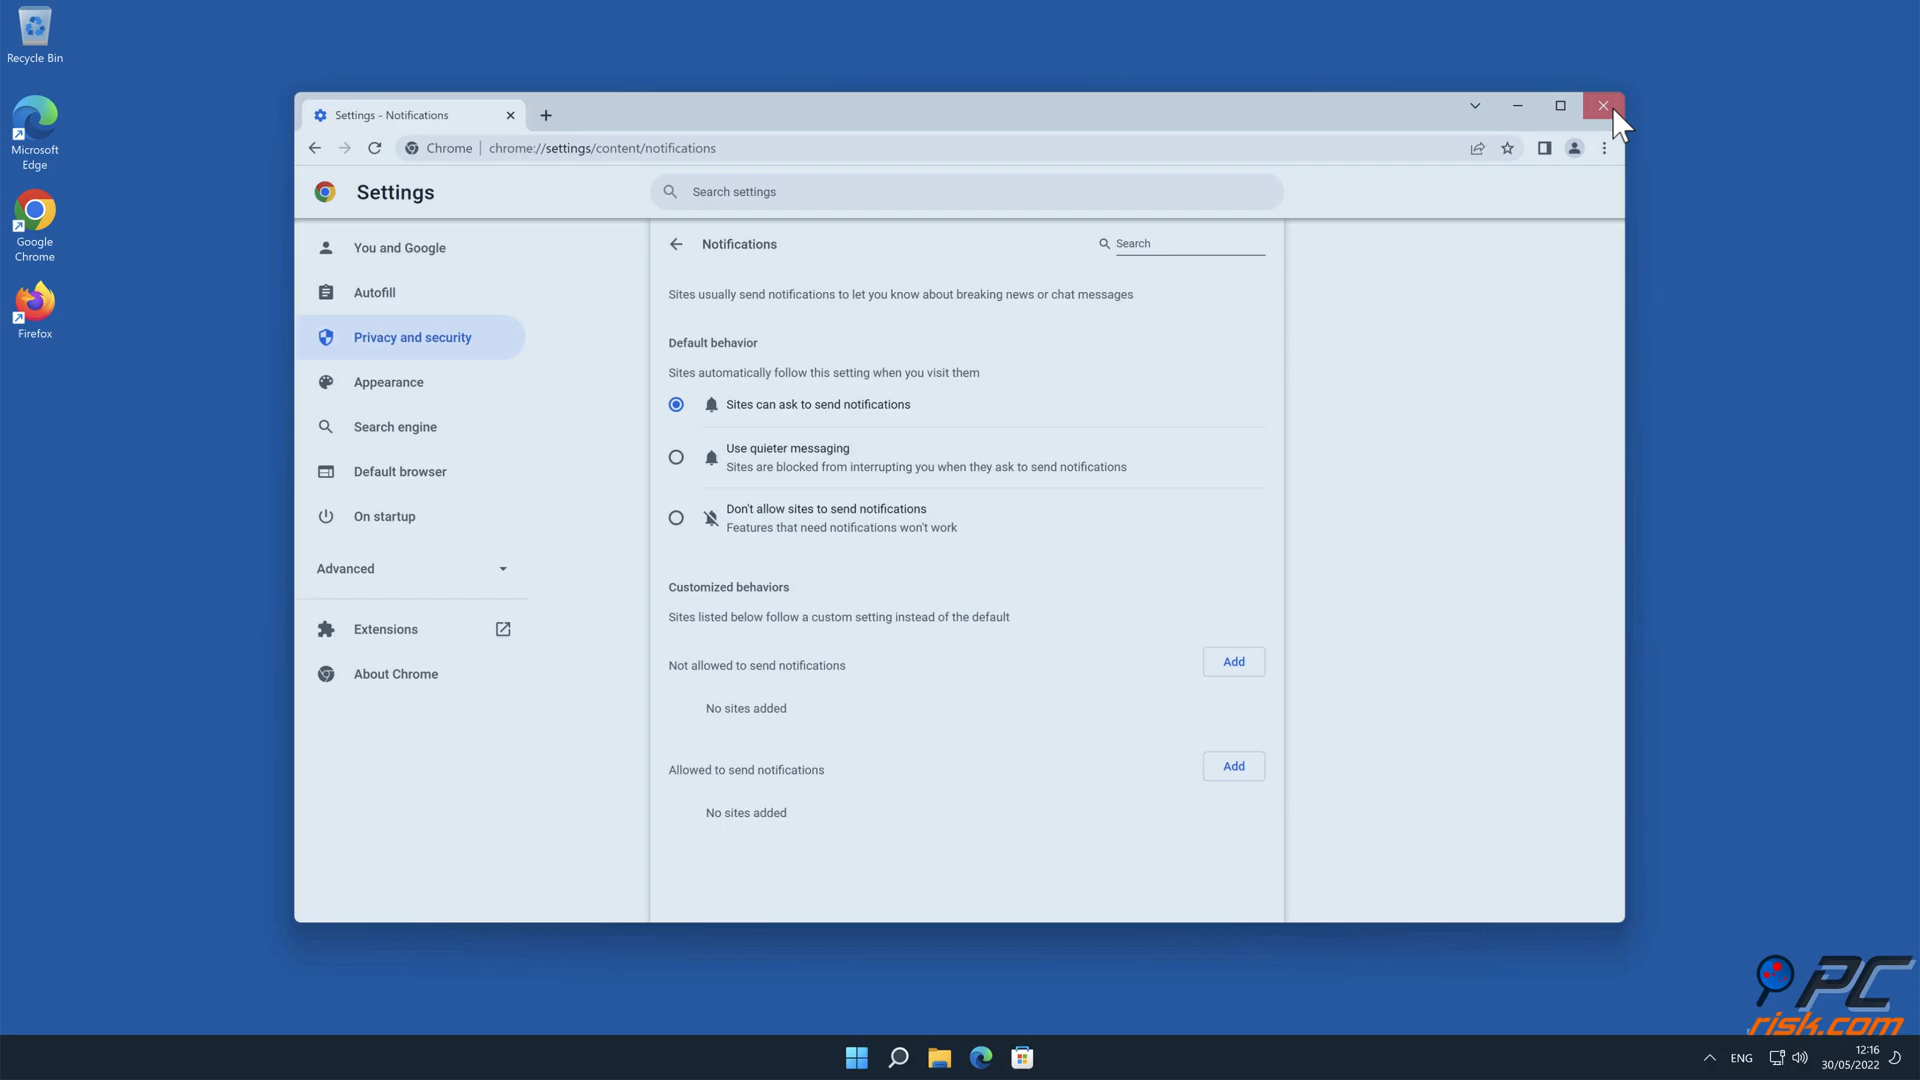 Recycle Bin
Microsoft
Edge
Google
Chrome
Firefox
Settings - Notifications
Chrome
chrome://settings/content/notifications
Settings
Search settings
You and Google
Autofill
Privacy and security
Appearance
Search engine
Default browser
On startup
Advanced
Extensions
About Chrome
Notifications
Search
Sites usually send notifications to let you know about breaking news or chat messages
Default behavior
Sites automatically follow this setting when you visit them
Sites can ask to send notifications
Use quieter messaging
Sites are blocked from interrupting you when they ask to send notifications
Don't allow sites to send notifications
Features that need notifications won't work
Customized behaviors
Sites listed below follow a custom setting instead of the default
Not allowed to send notifications
Add
No sites added
Allowed to send notifications
Add
No sites added
PC
risk.com
ENG
12:16
30/05/2022